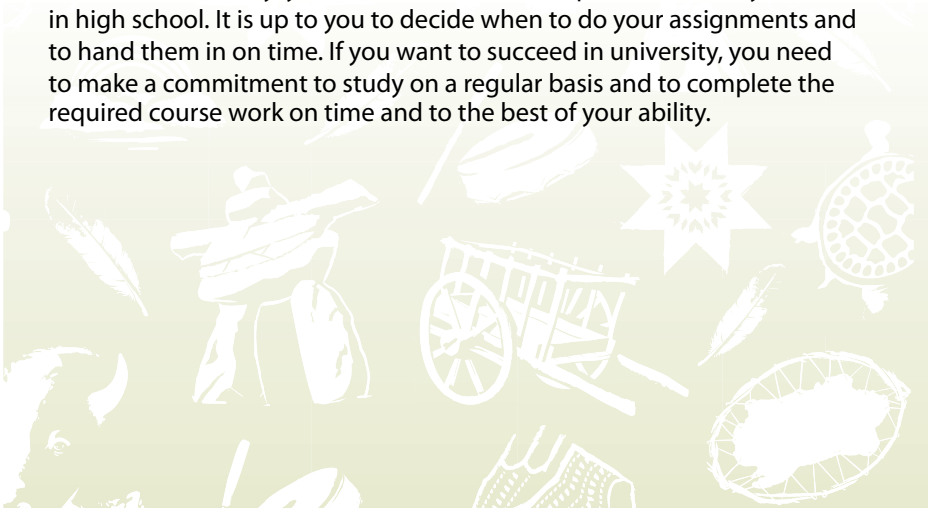 in high school. It is up to you to decide when to do your assignments and
to hand them in on time. If you want to succeed in university, you need
to make a commitment to study on a regular basis and to complete the
required course work on time and to the best of your ability.